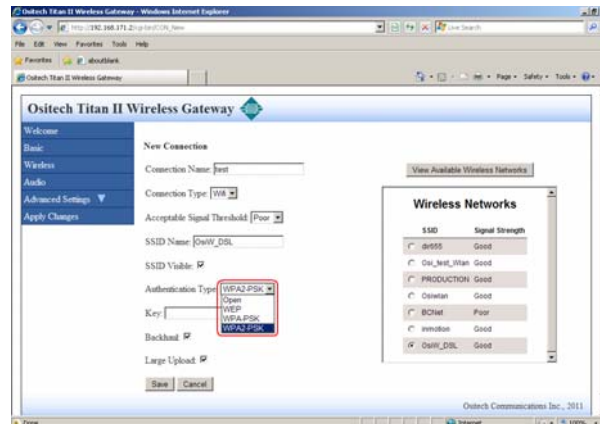 Ositech Titan II Wireless Gateway - Windows Internet Explorer
Live Search
File Edit View Favorites Tools Help
Favorites about:blank
Ositech Titan II Wireless Gateway
Page Safety Tools
Ositech Titan II Wireless Gateway
Welcome
Basic
Wireless
Audio
Advanced Settings
Apply Changes
New Connection
Connection Name: test
Connection Type: Wifi
Acceptable Signal Threshold: Poor
SSID Name: OsiW_DSL
SSID Visible:
Authentication Type: WPA2-PSK
Open
WEP
WPA-PSK
WPA2-PSK
Key:
Backhaul:
Large Upload:
Save Cancel
View Available Wireless Networks
Wireless Networks
SSID Signal Strength
dir655 Good
Osi_test_Wlan Good
PRODUCTION Good
Osiwlan Good
BCNet Poor
inmotion Good
OsiW_DSL Good
Ositech Communications Inc., 2011
Done Internet 100%